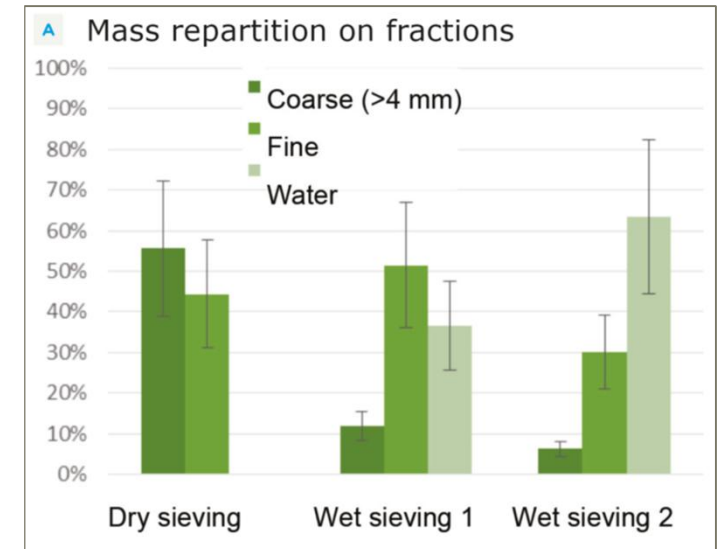 A Mass repartition on fractions
100%
90%
80%
70%
60%
50%
40%
30%
20%
10%
0%
Coarse (>4 mm)
Fine
Water
Dry sieving Wet sieving 1 Wet sieving 2